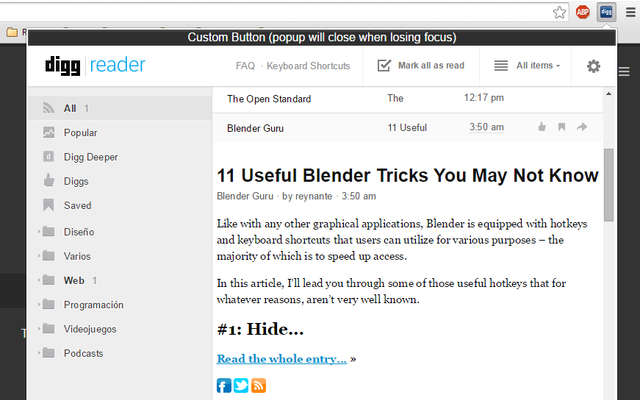 ABP
digg
R
Custom Button (popup will close when losing focus)
digg reader
FAQ · Keyboard Shortcuts
Mark all as read
All items
All 1
Popular
Digg Deeper
Diggs
Saved
Diseño
Varios
Web 1
Programación
Videojuegos
Podcasts
The Open Standard The 12:17 pm
Blender Guru 11 Useful 3:50 am
11 Useful Blender Tricks You May Not Know
Blender Guru · by reynante · 3:50 am
Like with any other graphical applications, Blender is equipped with hotkeys
and keyboard shortcuts that users can utilize for various purposes – the
majority of which is to speed up access.
In this article, I'll lead you through some of those useful hotkeys that for
whatever reasons, aren't very well known.
#1: Hide...
Read the whole entry... »
T